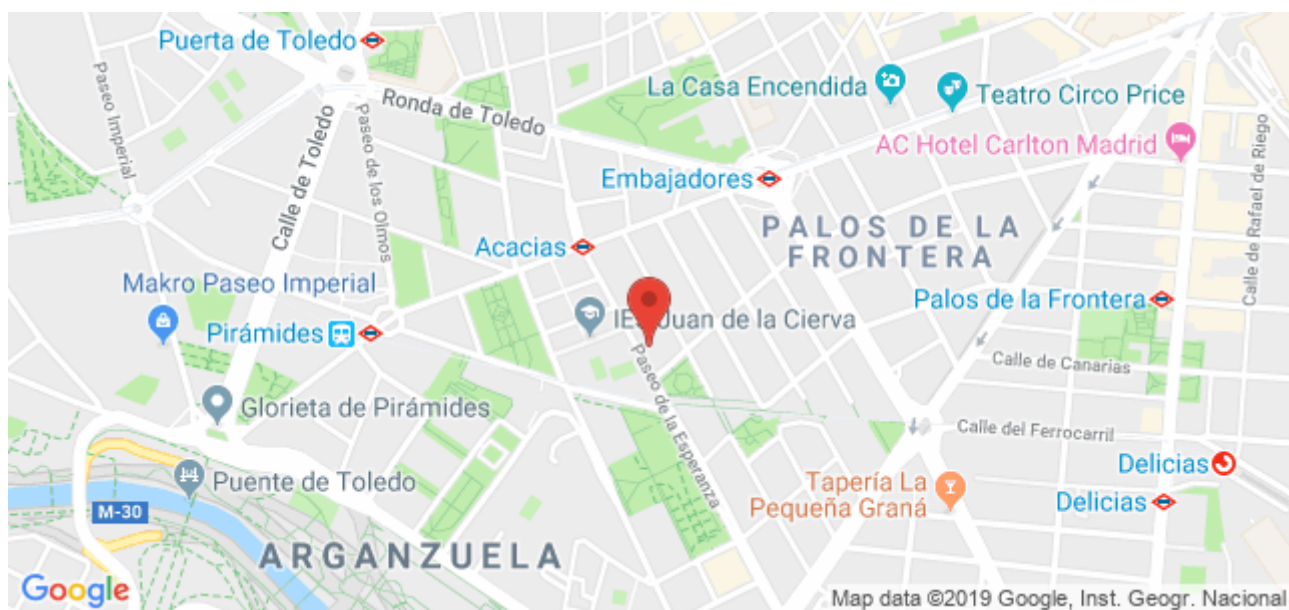 Puerta de Toledo
Paseo Imperial
Calle de Toledo
Paseo de los Olmos
Ronda de Toledo
La Casa Encendida
Teatro Circo Price
AC Hotel Carlton Madrid
Calle de Rafael de Riego
Embajadores
PALOS DE LA
FRONTERA
Acacias
Makro Paseo Imperial
Pirámides
IES Juan de la Cierva
Palos de la Frontera
Calle de Canarias
Paseo de la Esperanza
Glorieta de Pirámides
Calle del Ferrocarril
Puente de Toledo
Tapería La
Pequeña Graná
Delicias
Delicias
M-30
ARGANZUELA
Google
Map data ©2019 Google, Inst. Geogr. Nacional